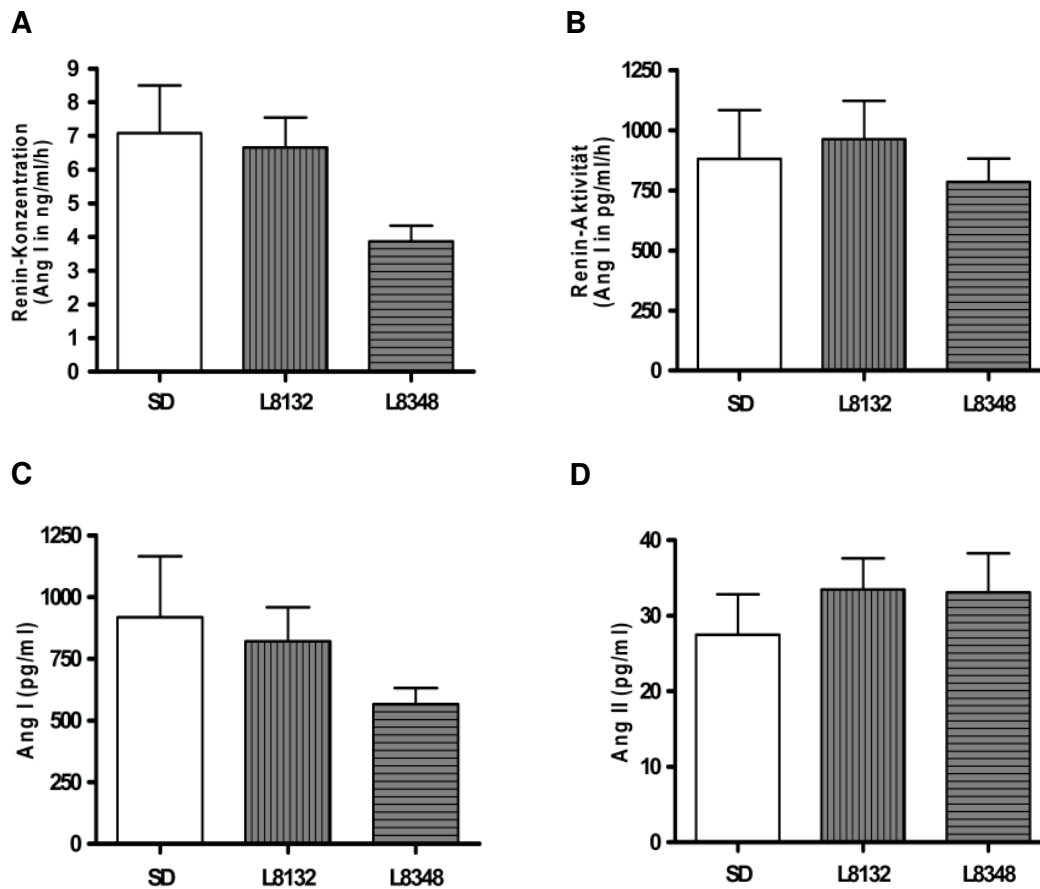 A
Renin-Konzentration
(Ang I in ng/ml/h)
9
8
7
6
5
4
3
2
1
0
SD
L8132
L8348
B
Renin-Aktivität
(Ang I in pg/ml/h)
1250
1000
750
500
250
0
SD
L8132
L8348
C
Ang I (pg/ml)
1250
1000
750
500
250
0
SD
L8132
L8348
D
Ang II (pg/ml)
40
30
20
10
0
SD
L8132
L8348